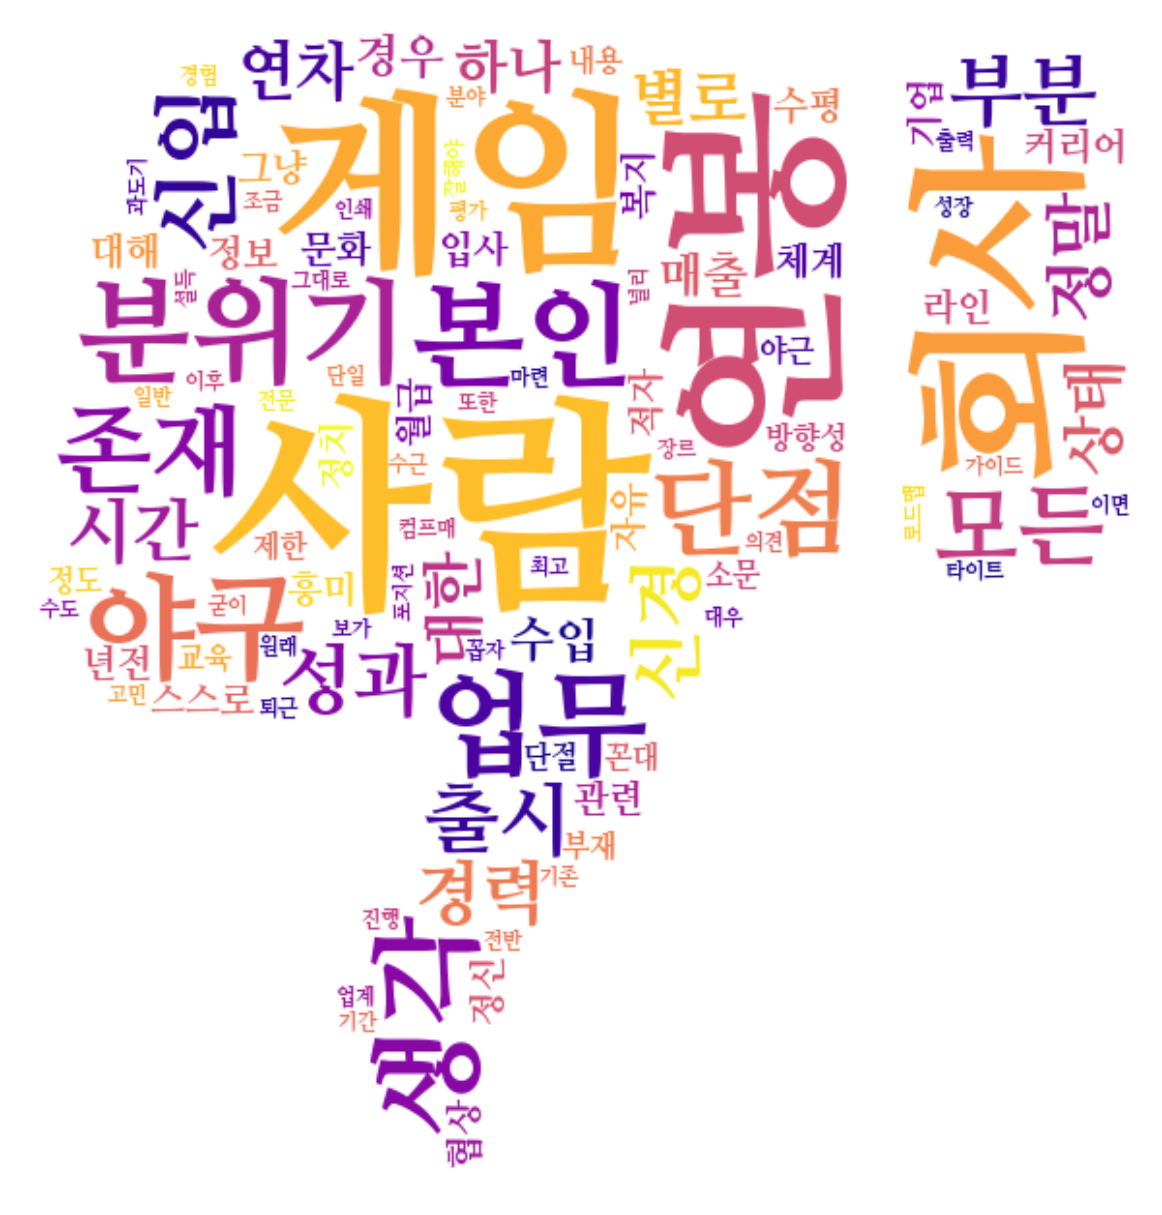 연차
경우
하나
내용
경험
신입
분야
게임
별로
수평
그냥
잘해야
복지
연봉
과도기
조금
인쇄
평가
대해
정보
문화
입사
매출
체계
분위기
설득
그대로
본인
널리
야근
일반
이후
단일
마련
적자
전문
월급
또한
방향성
존재
사람
정치
수근
장르
단점
시간
자유
제한
컴프매
의견
정도
흥미
포지션
대한
최고
신경
소문
수도
야구
굳이
보가
대우
년전
교육
원래
성과
꼽자
수입
고민
스스로
퇴근
업무
단절
꼰대
출시
관련
부재
경력
기존
진행
생각
전반
정신
업계
기간
협상
기업
부분
출력
커리어
회사
성장
정말
라인
상태
가이드
로드맵
모든
이면
타이트